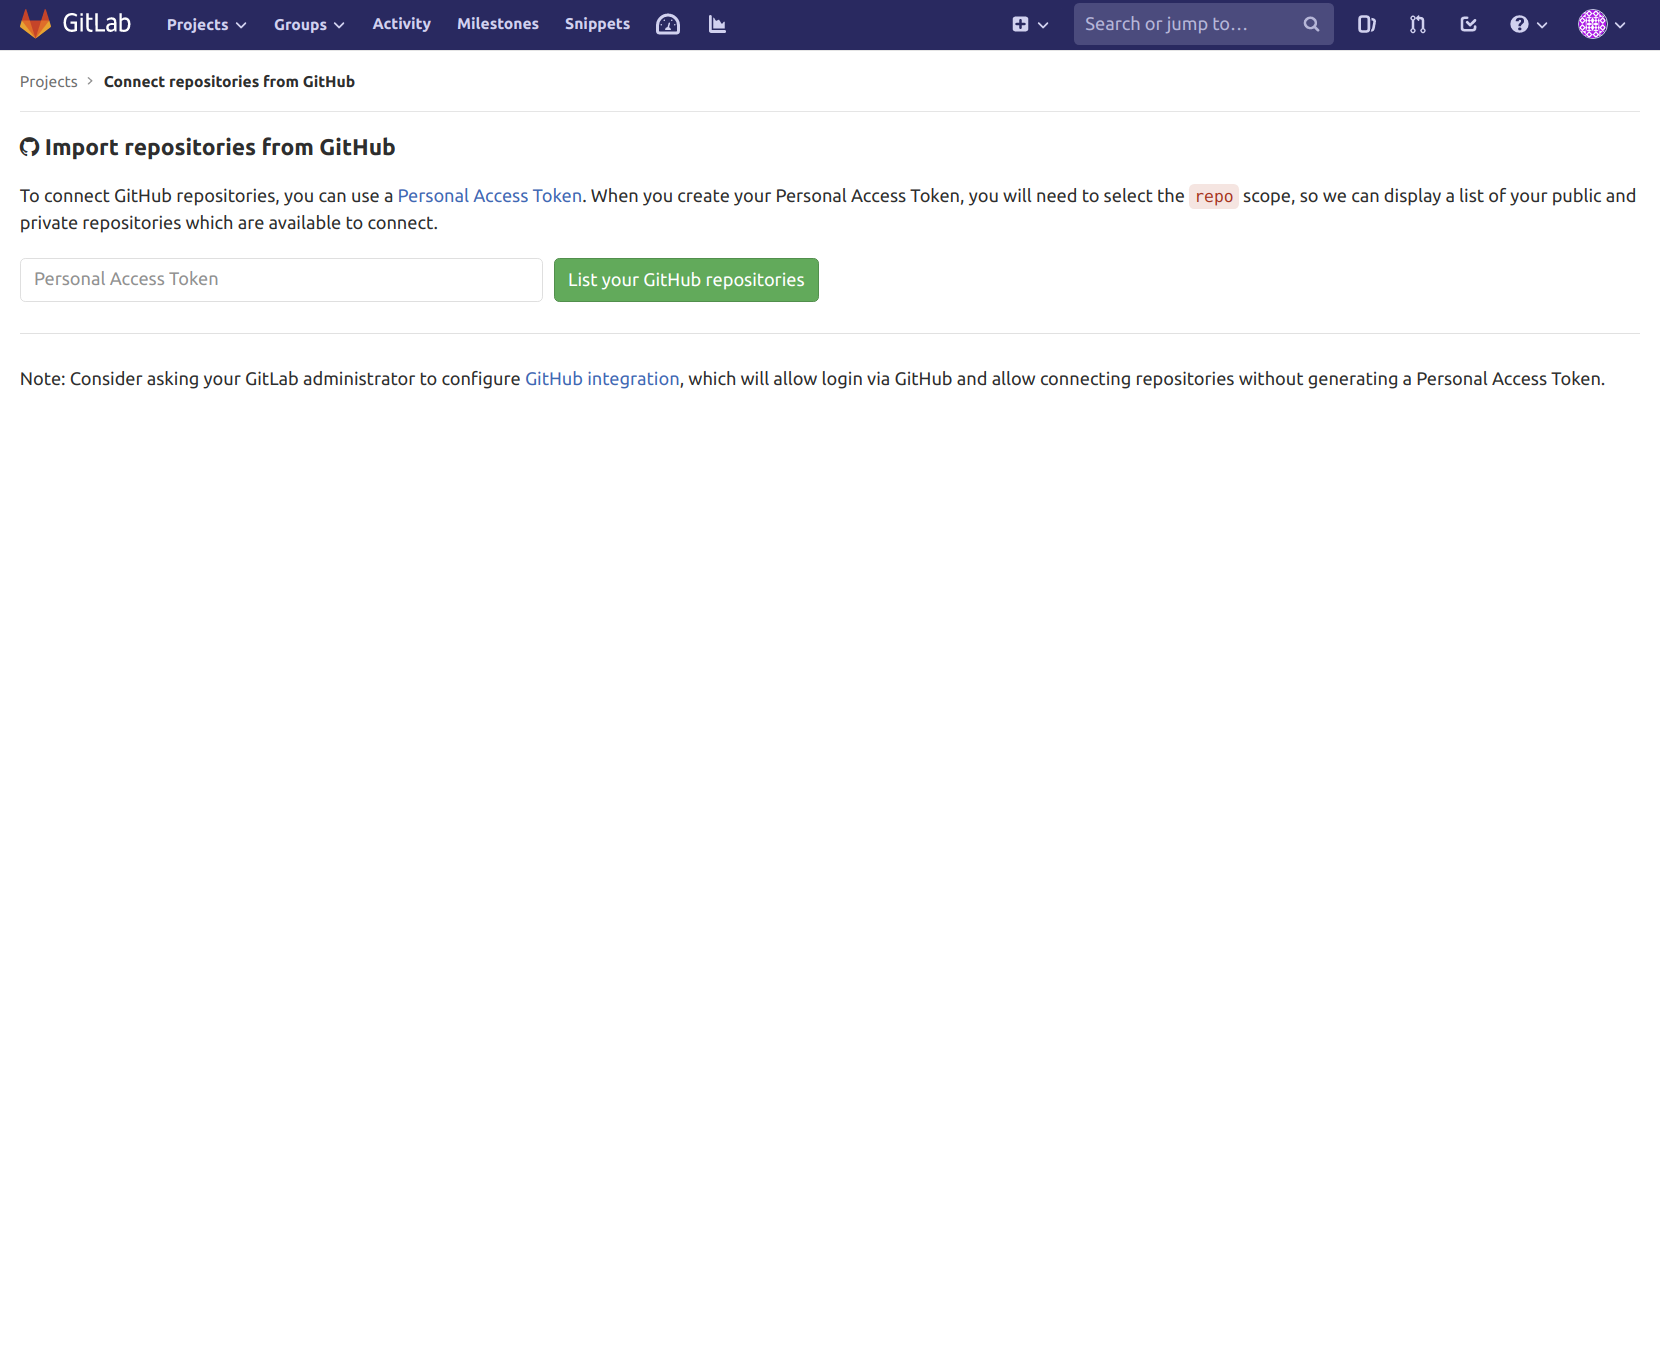 GitLab Projects Groups Activity Milestones Snippets Search or jump to...
Projects > Connect repositories from GitHub
Import repositories from GitHub
To connect GitHub repositories, you can use a Personal Access Token. When you create your Personal Access Token, you will need to select the repo scope, so we can display a list of your public and
private repositories which are available to connect.
Personal Access Token List your GitHub repositories
Note: Consider asking your GitLab administrator to configure GitHub integration, which will allow login via GitHub and allow connecting repositories without generating a Personal Access Token.